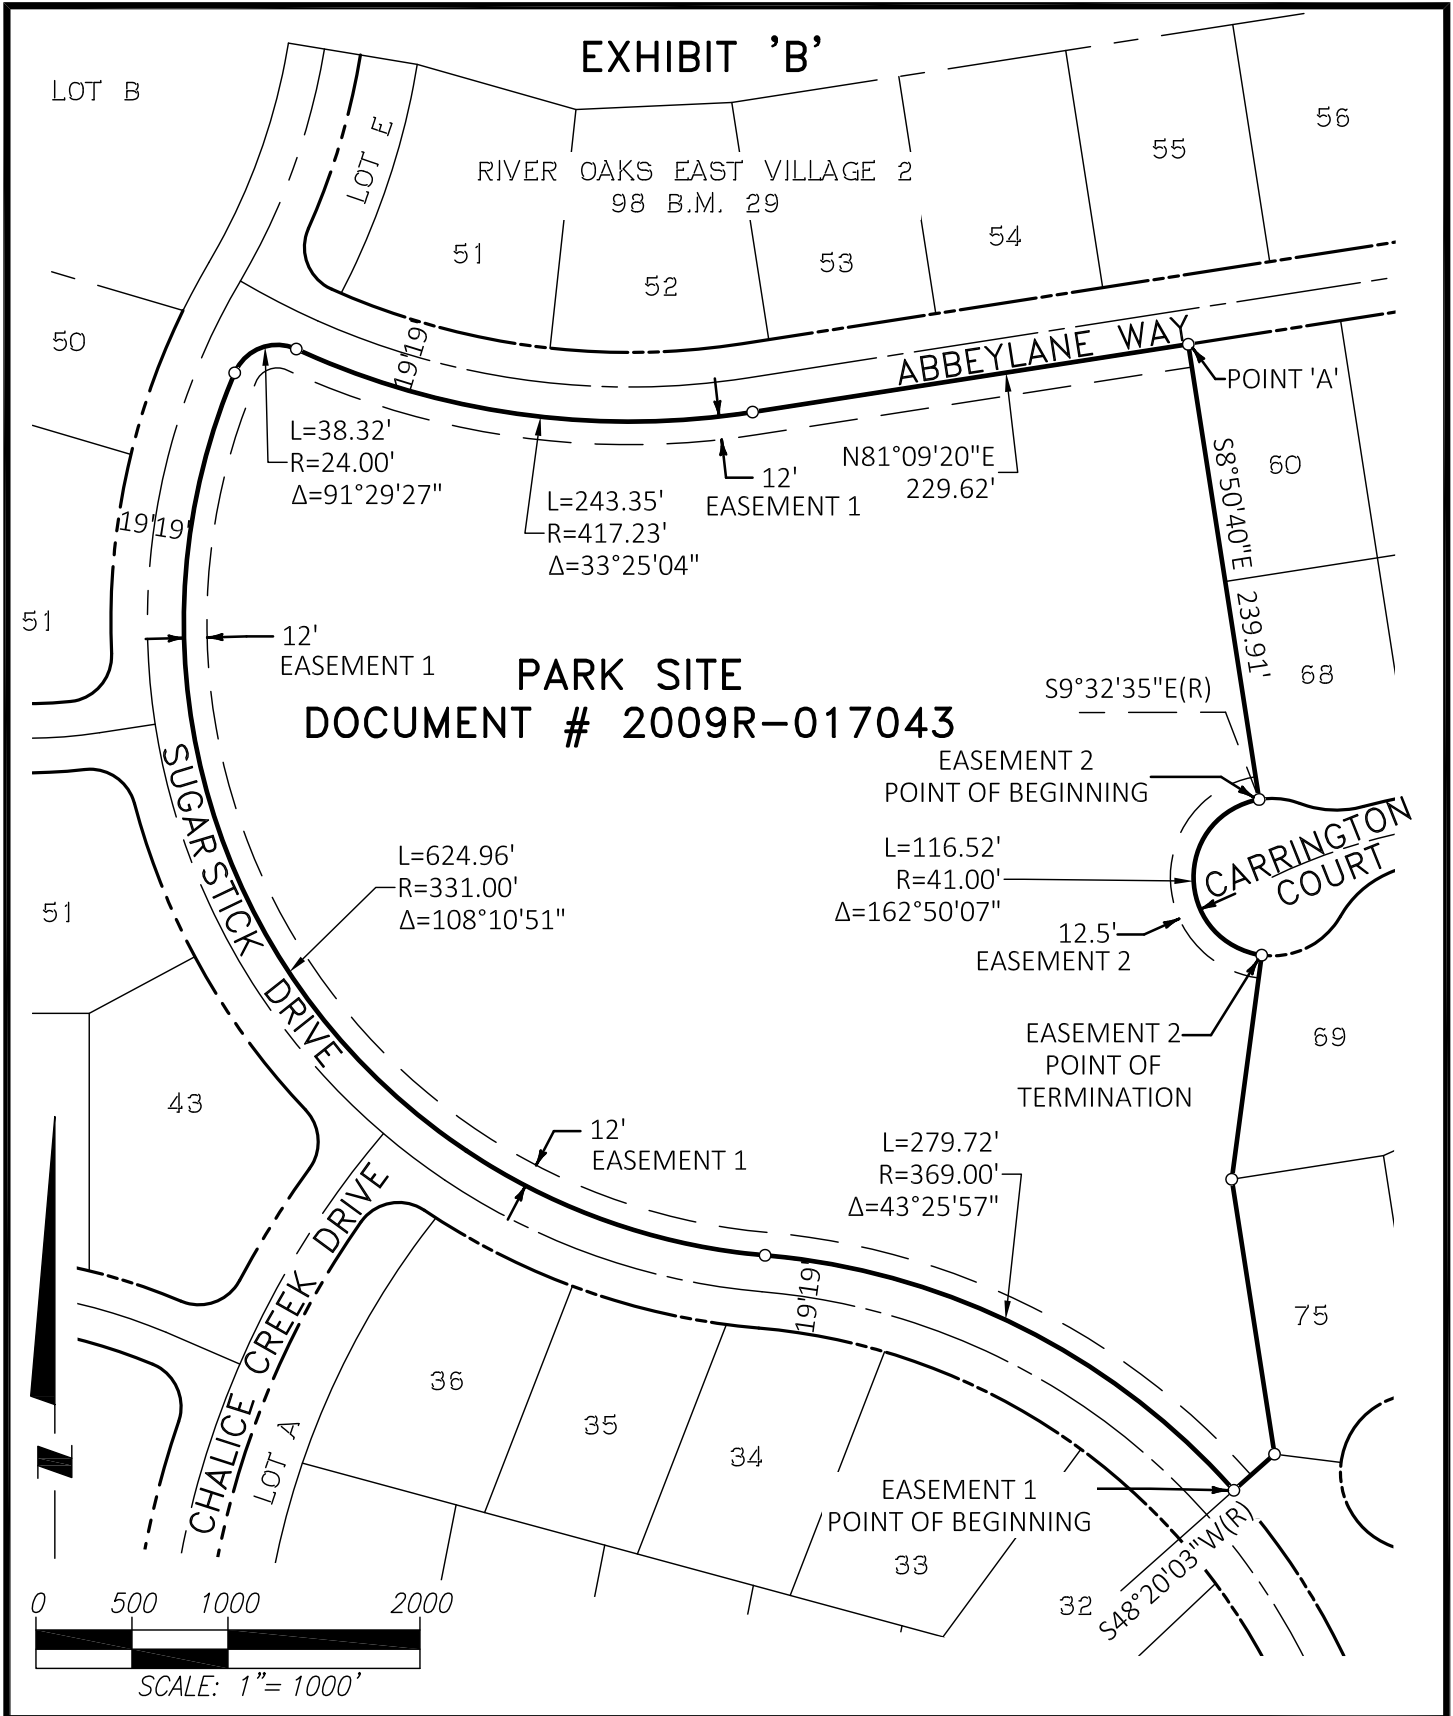 EXHIBIT 'B'
LOT B
LOT E
RIVER OAKS EAST VILLAGE 2
98 B.M. 29
51
52
53
54
55
56
50
19' 19'
ABBEYLANE WAY
POINT 'A'
L=38.32'
R=24.00'
Δ=91°29'27"
L=243.35'
R=417.23'
Δ=33°25'04"
12'
EASEMENT 1
N81°09'20"E
229.62'
S8°50'40"E 239.91'
60
19' 19'
51
12'
EASEMENT 1
PARK SITE
DOCUMENT # 2009R-017043
S9°32'35"E(R)
68
EASEMENT 2
POINT OF BEGINNING
SUGAR STICK DRIVE
L=624.96'
R=331.00'
Δ=108°10'51"
L=116.52'
R=41.00'
Δ=162°50'07"
CARRINGTON
COURT
12.5'
EASEMENT 2
51
EASEMENT 2
POINT OF
TERMINATION
69
43
12'
EASEMENT 1
L=279.72'
R=369.00'
Δ=43°25'57"
CHALICE CREEK DRIVE
19' 19'
75
LOT A
36
35
34
33
32
EASEMENT 1
POINT OF BEGINNING
S48°20'03"W(R)
N
0 500 1000 2000
SCALE: 1"= 1000'